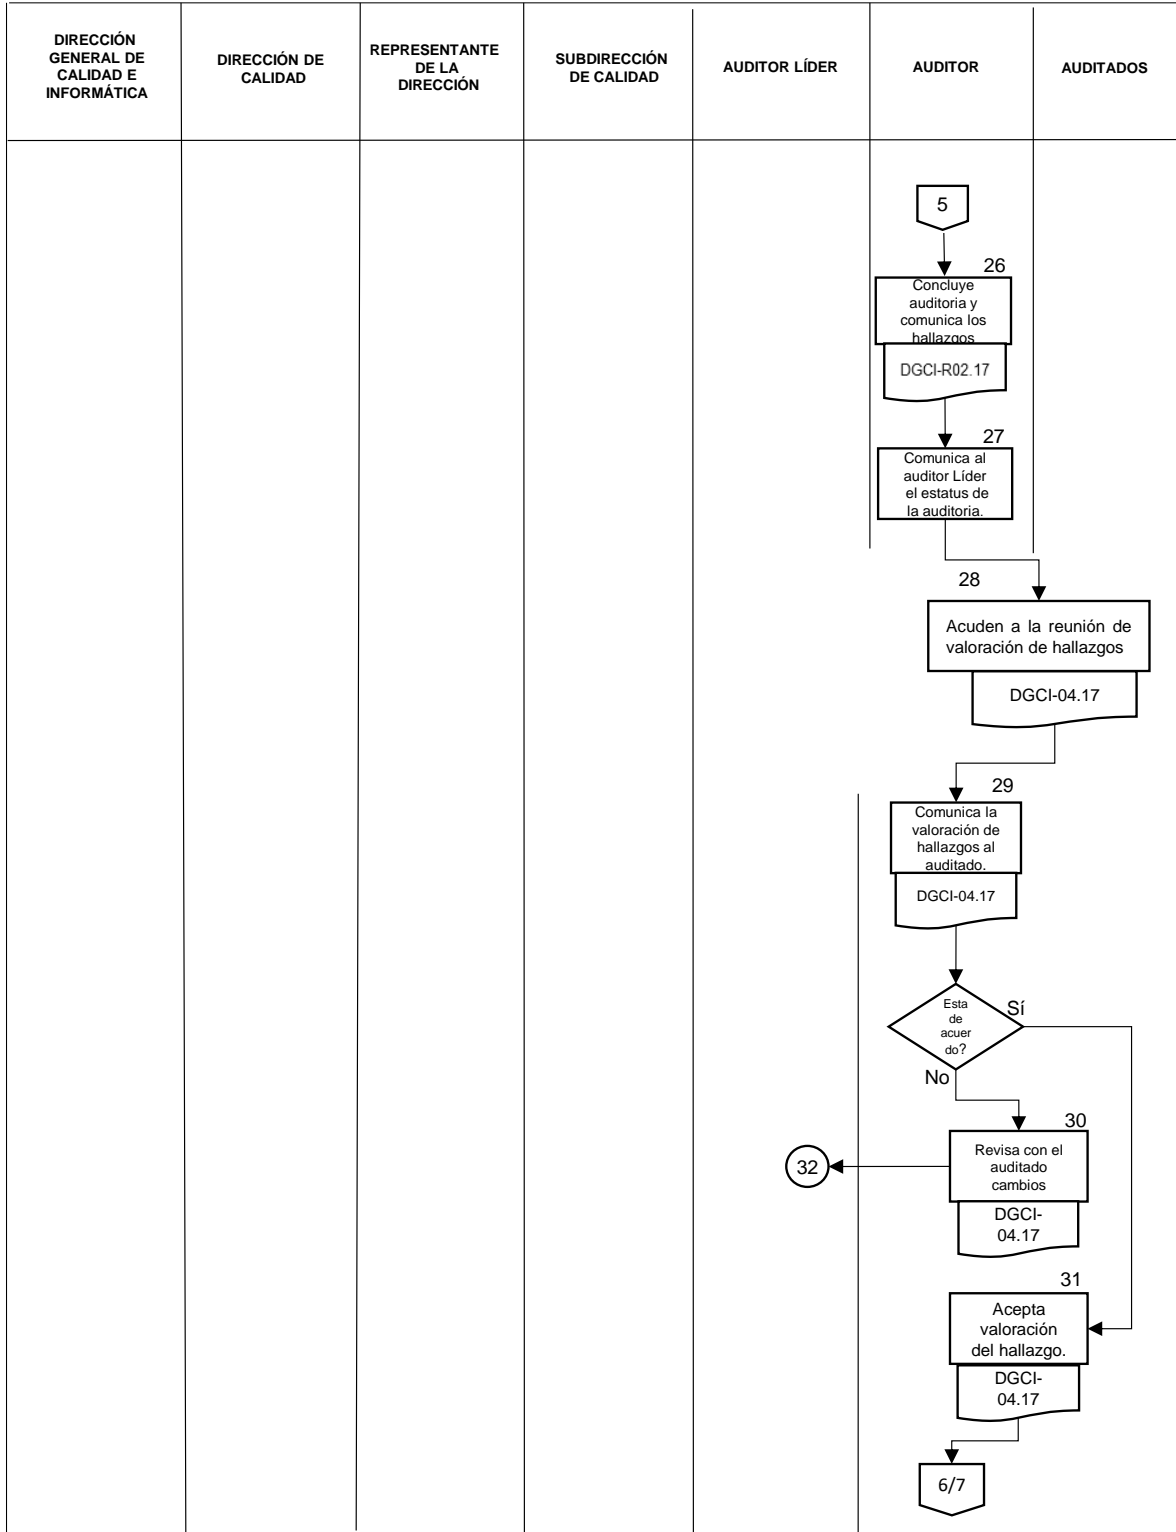 DIRECCIÓN
GENERAL DE
CALIDAD E
INFORMÁTICA
DIRECCIÓN DE
CALIDAD
REPRESENTANTE
DE LA
DIRECCIÓN
SUBDIRECCIÓN
DE CALIDAD
AUDITOR LÍDER
AUDITOR
AUDITADOS
5
26
Concluye
auditoria y
comunica los
hallazgos
DGCI-R02.17
27
Comunica al
auditor Líder
el estatus de
la auditoria.
28
Acuden a la reunión de
valoración de hallazgos
DGCI-04.17
29
Comunica la
valoración de
hallazgos al
auditado.
DGCI-04.17
Esta
de
acuer
do?
Sí
No
30
Revisa con el
auditado
cambios
32
DGCI-
04.17
31
Acepta
valoración
del hallazgo.
DGCI-
04.17
6/7